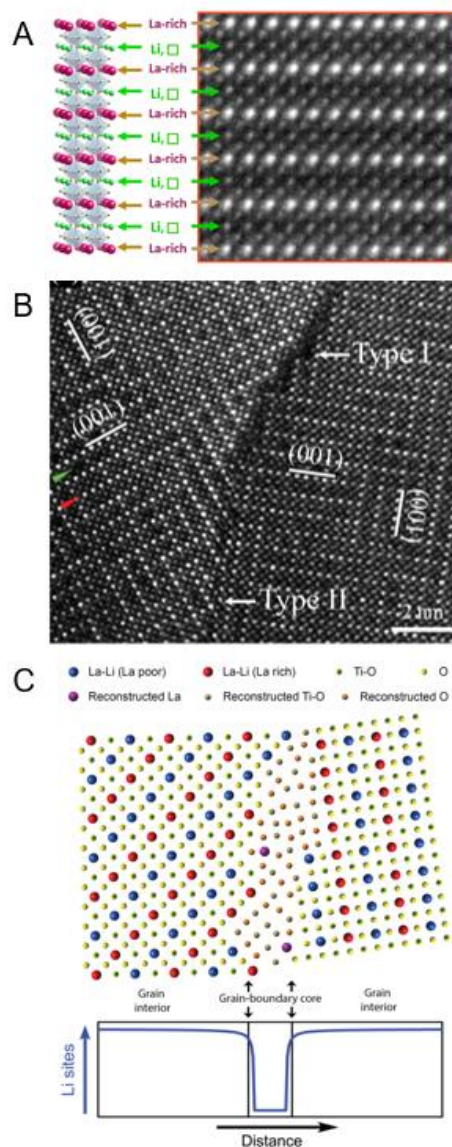 A
La-rich
Li, □
La-rich
Li, □
La-rich
Li, □
La-rich
Li, □
La-rich
Li, □
La-rich
B
(001)
(001)
Type I
(001)
(001)
Type II
2 nm
C
La-Li (La poor) La-Li (La rich) Ti-O O
Reconstructed La Reconstructed Ti-O Reconstructed O
Grain interior Grain-boundary core Grain interior
Li sites
Distance